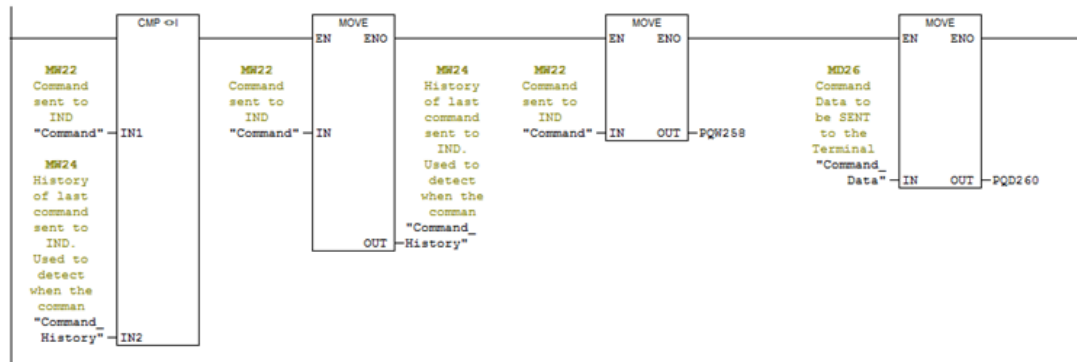 CMP <>I
MW22
Command
sent to
IND
"Command" IN1
MW24
History
of last
command
sent to
IND.
Used to
detect
when the
comman
"Command_
History" IN2
MOVE
EN ENO
MW22
Command
sent to
IND
"Command" IN
OUT
MW24
History
of last
command
sent to
IND.
Used to
detect
when the
comman
"Command_
History"
MOVE
EN ENO
MW22
Command
sent to
IND
"Command" IN OUT PQW258
MOVE
EN ENO
MD26
Command
Data to
be SENT
to the
Terminal
"Command_
Data" IN OUT PQD260